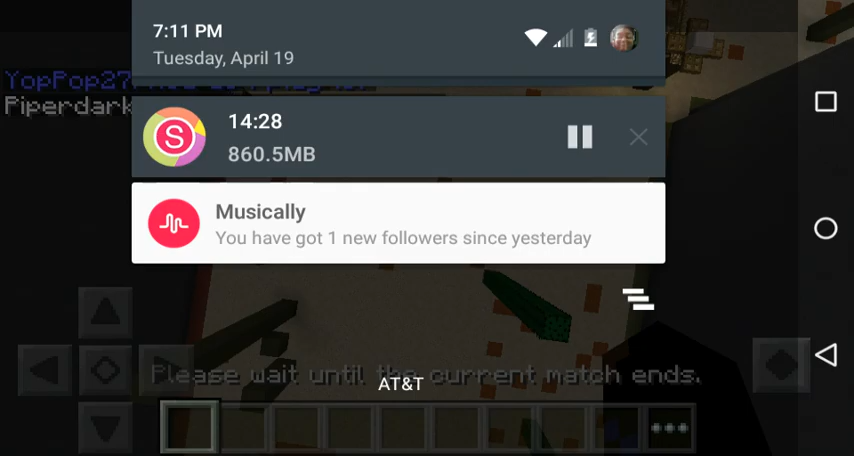 7:11 PM
Tuesday, April 19
YopPop27
Piperdark
S
14:28
860.5MB
Musically
You have got 1 new followers since yesterday
Please wait until the current match ends.
AT&T